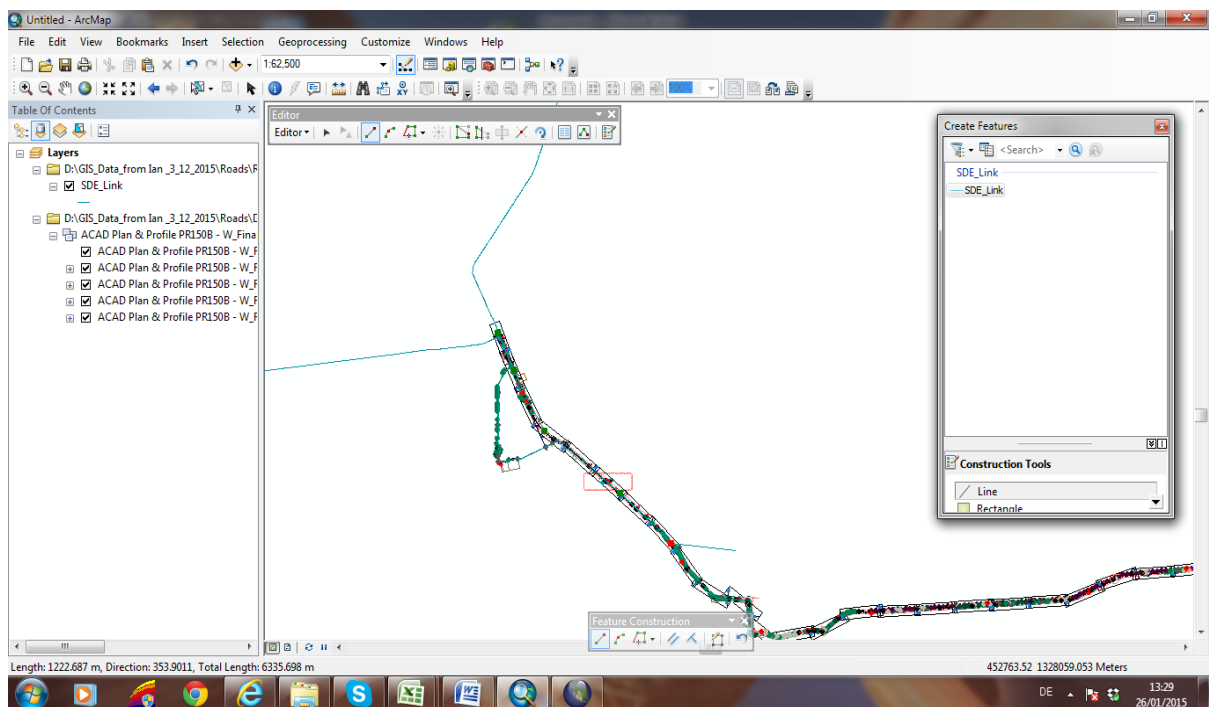 Untitled - ArcMap
File Edit View Bookmarks Insert Selection Geoprocessing Customize Windows Help
1:62,500
100%
Table Of Contents
Layers
D:\GIS_Data_from Ian _3_12_2015\Roads\R
SDE_Link
D:\GIS_Data_from Ian _3_12_2015\Roads\D
ACAD Plan & Profile PR150B - W_Fina
ACAD Plan & Profile PR150B - W_F
ACAD Plan & Profile PR150B - W_F
ACAD Plan & Profile PR150B - W_F
ACAD Plan & Profile PR150B - W_F
ACAD Plan & Profile PR150B - W_F
Editor
Editor
Create Features
<Search>
SDE_Link
SDE_Link
Construction Tools
Line
Rectangle
Feature Construction
Length: 1222.687 m, Direction: 353.9011, Total Length: 6335.698 m
452763.52 1328059.053 Meters
DE
13:29
26/01/2015